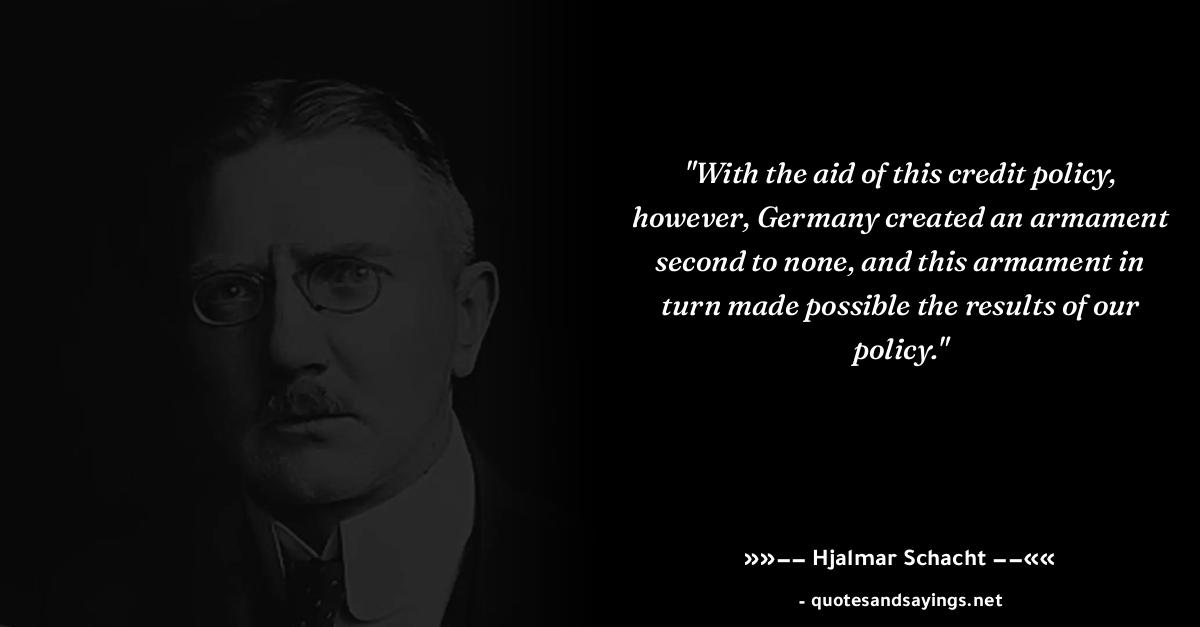 "With the aid of this credit policy,
however, Germany created an armament
second to none, and this armament in
turn made possible the results of our
policy."
»»–– Hjalmar Schacht ––««
- quotesandsayings.net